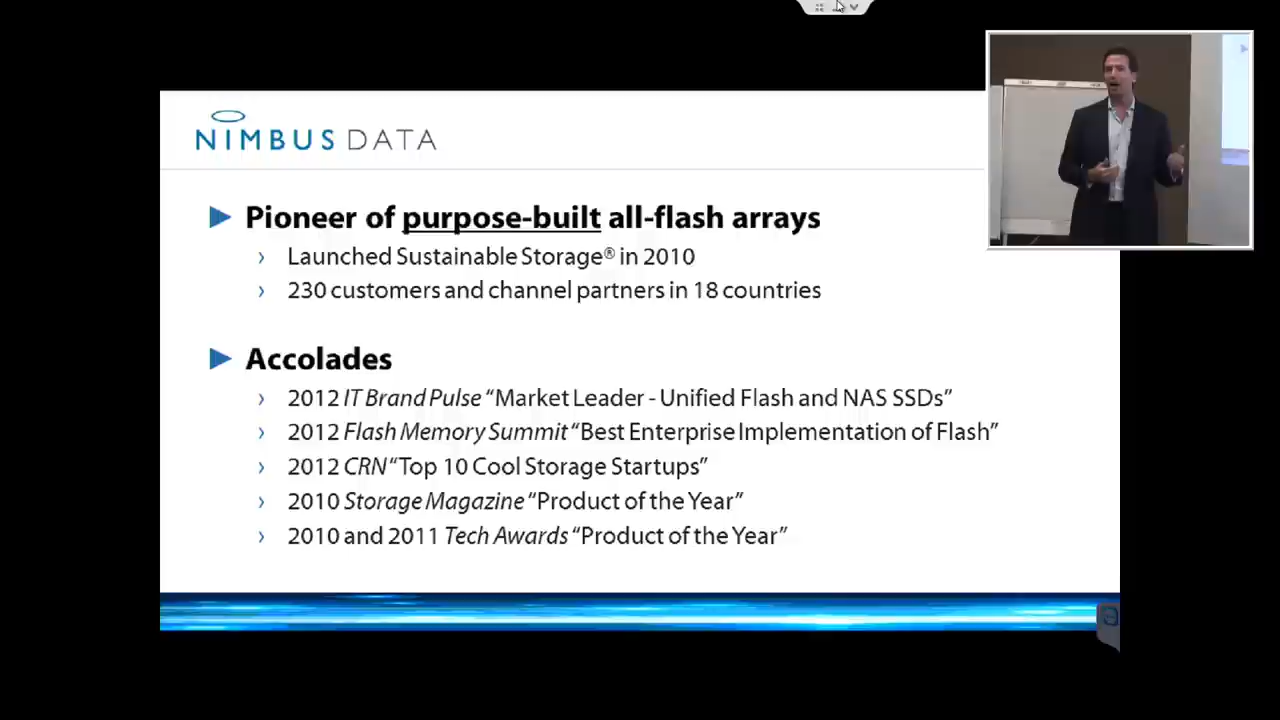 NIMBUS DATA
Pioneer of purpose-built all-flash arrays
Launched Sustainable Storage® in 2010
230 customers and channel partners in 18 countries
Accolades
2012 IT Brand Pulse “Market Leader - Unified Flash and NAS SSDs”
2012 Flash Memory Summit “Best Enterprise Implementation of Flash”
2012 CRN “Top 10 Cool Storage Startups”
2010 Storage Magazine “Product of the Year”
2010 and 2011 Tech Awards “Product of the Year”